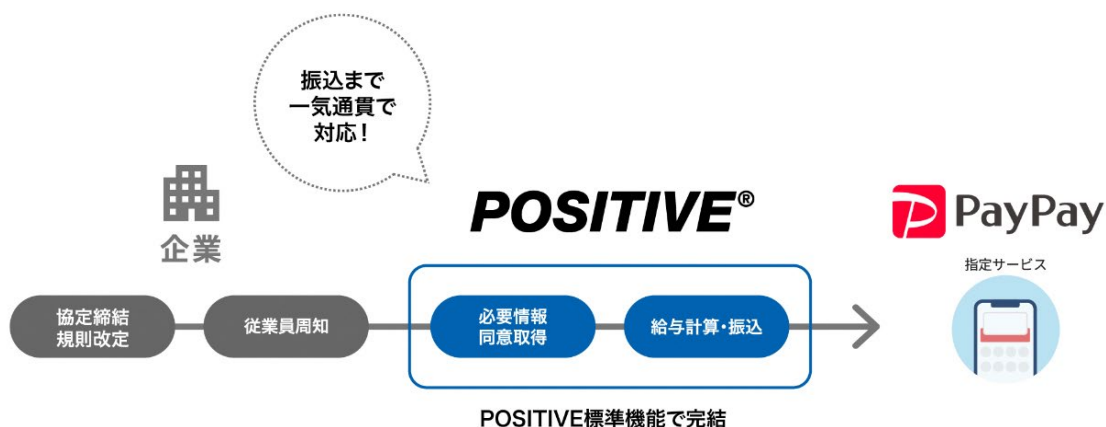 振込まで
一気通貫で
対応！
企業
POSITIVE®
PayPay
指定サービス
協定締結
規則改定
従業員周知
必要情報
同意取得
給与計算・振込
POSITIVE標準機能で完結